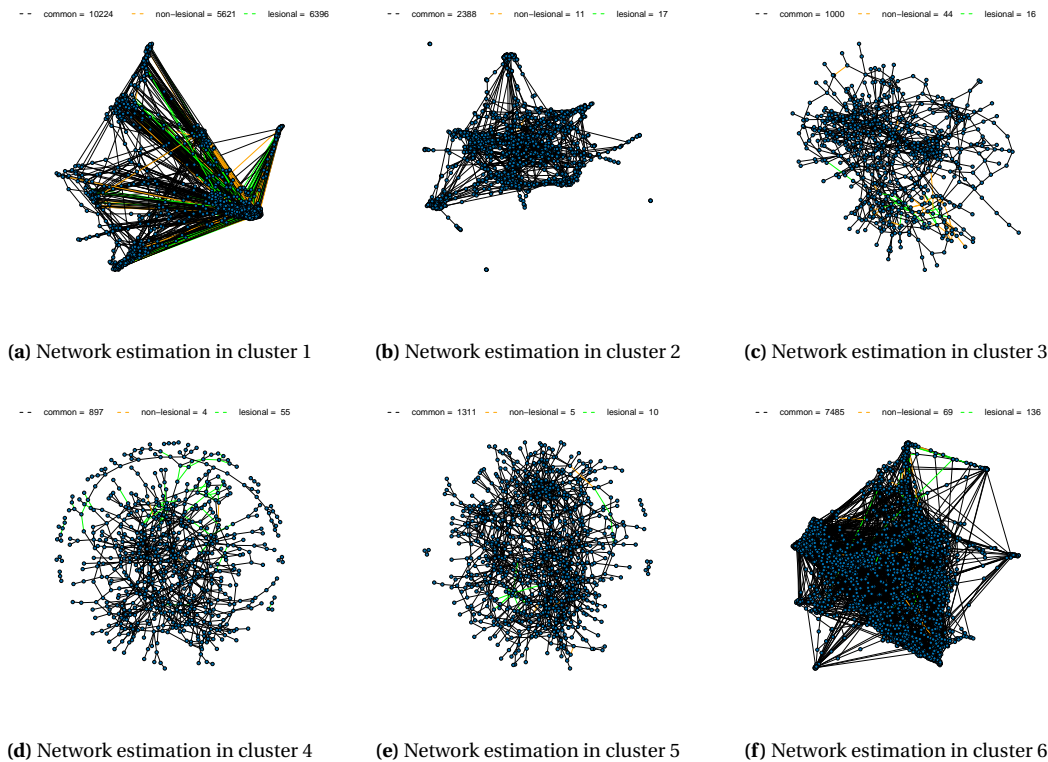 common = 10224 non-lesional = 5621 lesional = 6396
common = 2388 non-lesional = 11 lesional = 17
common = 1000 non-lesional = 44 lesional = 16
(a) Network estimation in cluster 1
(b) Network estimation in cluster 2
(c) Network estimation in cluster 3
common = 897 non-lesional = 4 lesional = 55
common = 1311 non-lesional = 5 lesional = 10
common = 7485 non-lesional = 69 lesional = 136
(d) Network estimation in cluster 4
(e) Network estimation in cluster 5
(f) Network estimation in cluster 6